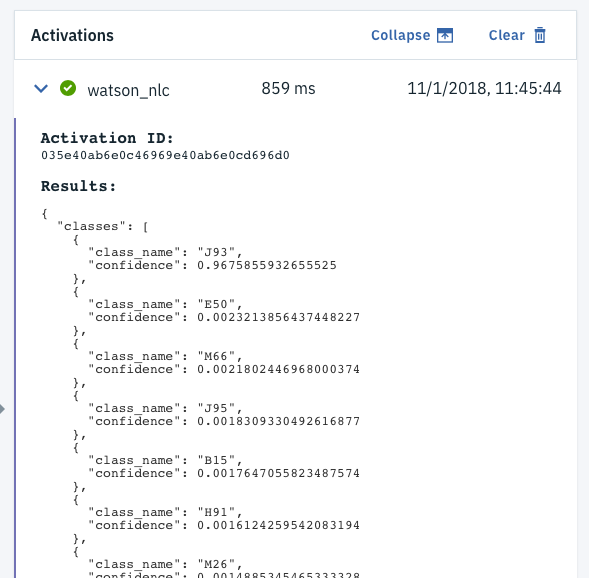 Activations
Collapse
Clear
watson_nlc 859 ms 11/1/2018, 11:45:44
Activation ID:
035e40ab6e0c46969e40ab6e0cd696d0
Results:
{
"classes": [
{
"class_name": "J93",
"confidence": 0.9675855932655525
},
{
"class_name": "E50",
"confidence": 0.0023213856437448227
},
{
"class_name": "M66",
"confidence": 0.0021802446968000374
},
{
"class_name": "J95",
"confidence": 0.0018309330492616877
},
{
"class_name": "B15",
"confidence": 0.0017647055823487574
},
{
"class_name": "H91",
"confidence": 0.0016124259542083194
},
{
"class_name": "M26",
"confidence": 0.0014885345465333328